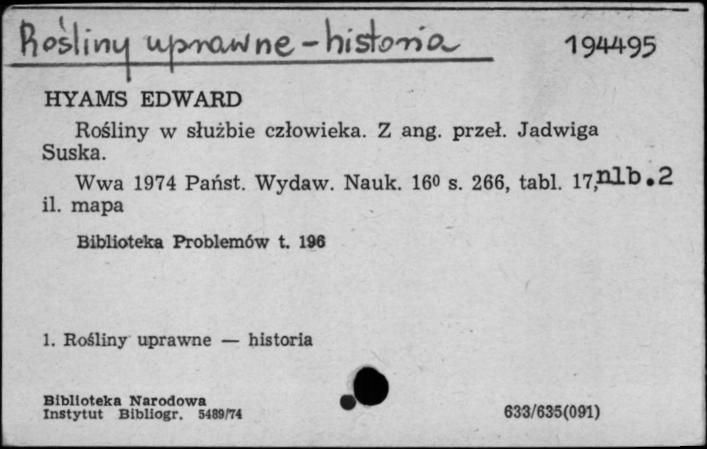 Rośliny uprawne - historia 194495
HYAMS EDWARD
Rośliny w służbie człowieka. Z ang. przeł. Jadwiga
Suska.
Wwa 1974 Państ. Wydaw. Nauk. 16⁰ s. 266, tabl. 17, nlb.2
il. mapa
Biblioteka Problemów t. 196
1. Rośliny uprawne — historia
Biblioteka Narodowa
Instytut Bibliogr. 5489/74 633/635(091)